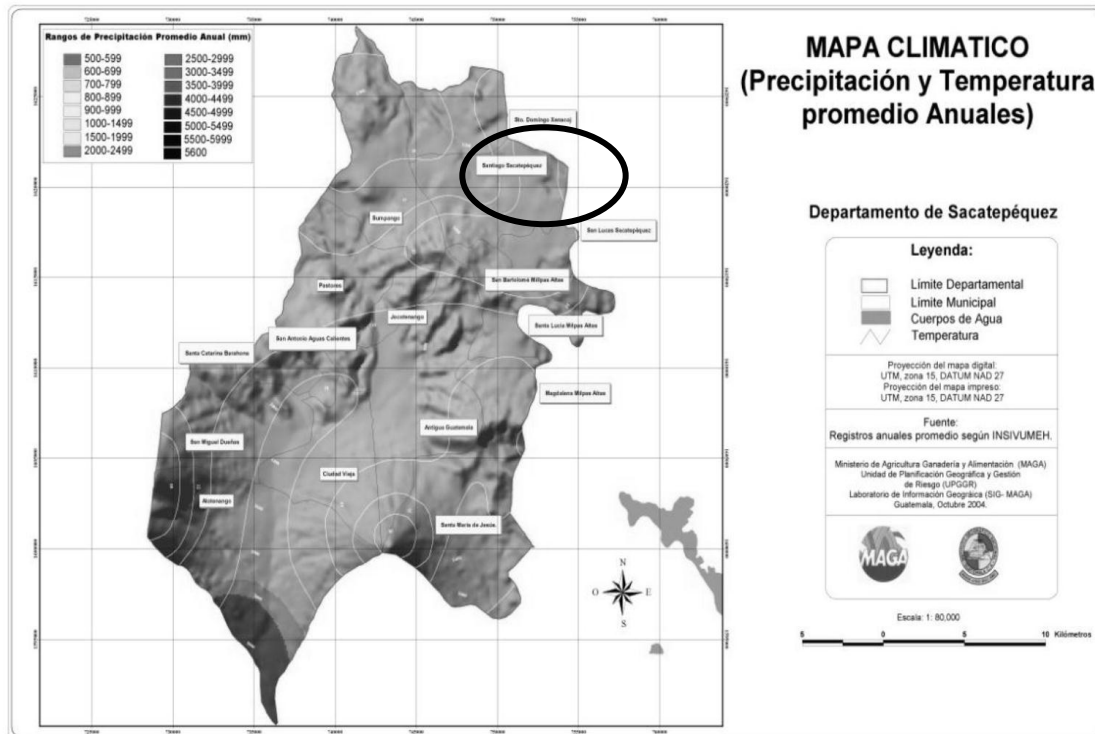 MAPA CLIMATICO
(Precipitación y Temperatura
promedio Anuales)
Departamento de Sacatepéquez
Rangos de Precipitación Promedio Anual (mm)
500-599
600-699
700-799
800-899
900-999
1000-1499
1500-1999
2000-2499
2500-2999
3000-3499
3500-3999
4000-4499
4500-4999
5000-5499
5500-5999
5600
Sto. Domingo Xenacoj
Santiago Sacatepéquez
Sumpango
San Lucas Sacatepéquez
San Bartolomé Milpas Altas
Pastores
Jocotenango
Santa Lucía Milpas Altas
San Antonio Aguas Calientes
Santa Catarina Barahona
Magdalena Milpas Altas
Antigua Guatemala
San Miguel Dueñas
Ciudad Vieja
Alotenango
Santa María de Jesús
N
O
E
S
Leyenda:
Límite Departamental
Límite Municipal
Cuerpos de Agua
Temperatura
Proyección del mapa digital:
UTM, zona 15, DATUM NAD 27
Proyección del mapa impreso:
UTM, zona 15, DATUM NAD 27
Fuente:
Registros anuales promedio según INSIVUMEH.
Ministerio de Agricultura Ganadería y Alimentación (MAGA)
Unidad de Planificación Geográfica y Gestión
de Riesgo (UPGGR)
Laboratorio de Información Geográica (SIG- MAGA)
Guatemala, Octubre 2004.
MAGA
Escala: 1: 80,000
5 0 5 10 Kilómetros